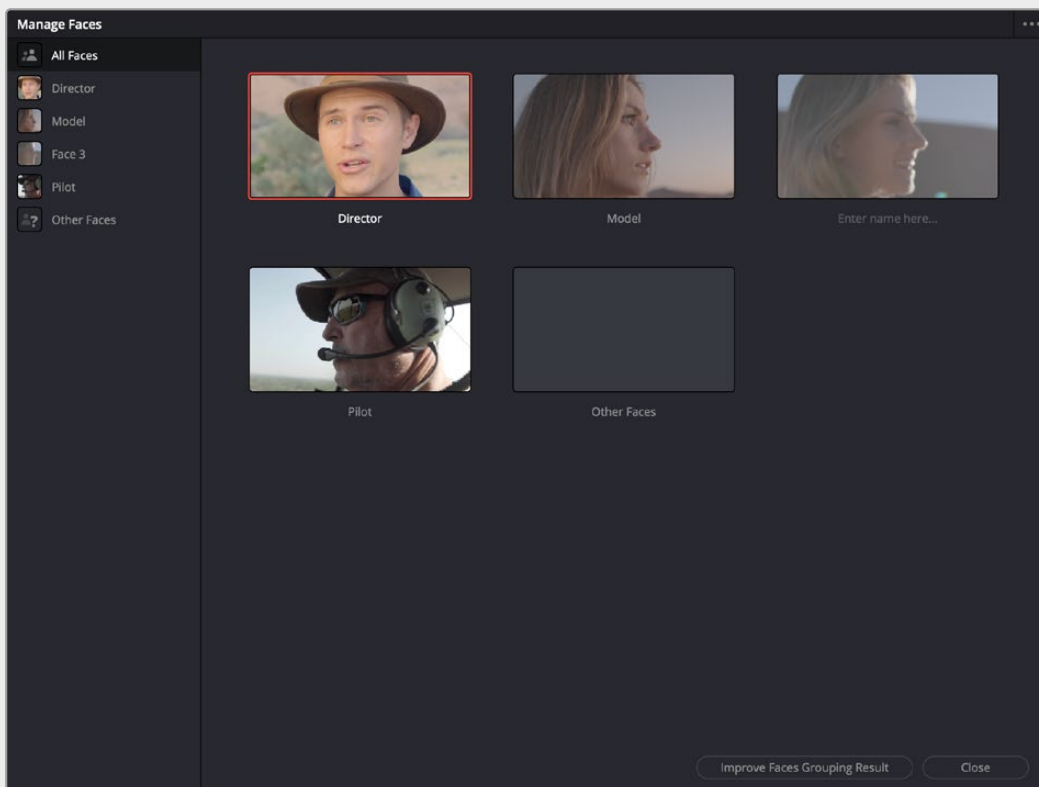 Manage Faces
All Faces
Director
Model
Face 3
Pilot
Other Faces
Director
Model
Enter name here...
Pilot
Other Faces
Improve Faces Grouping Result
Close